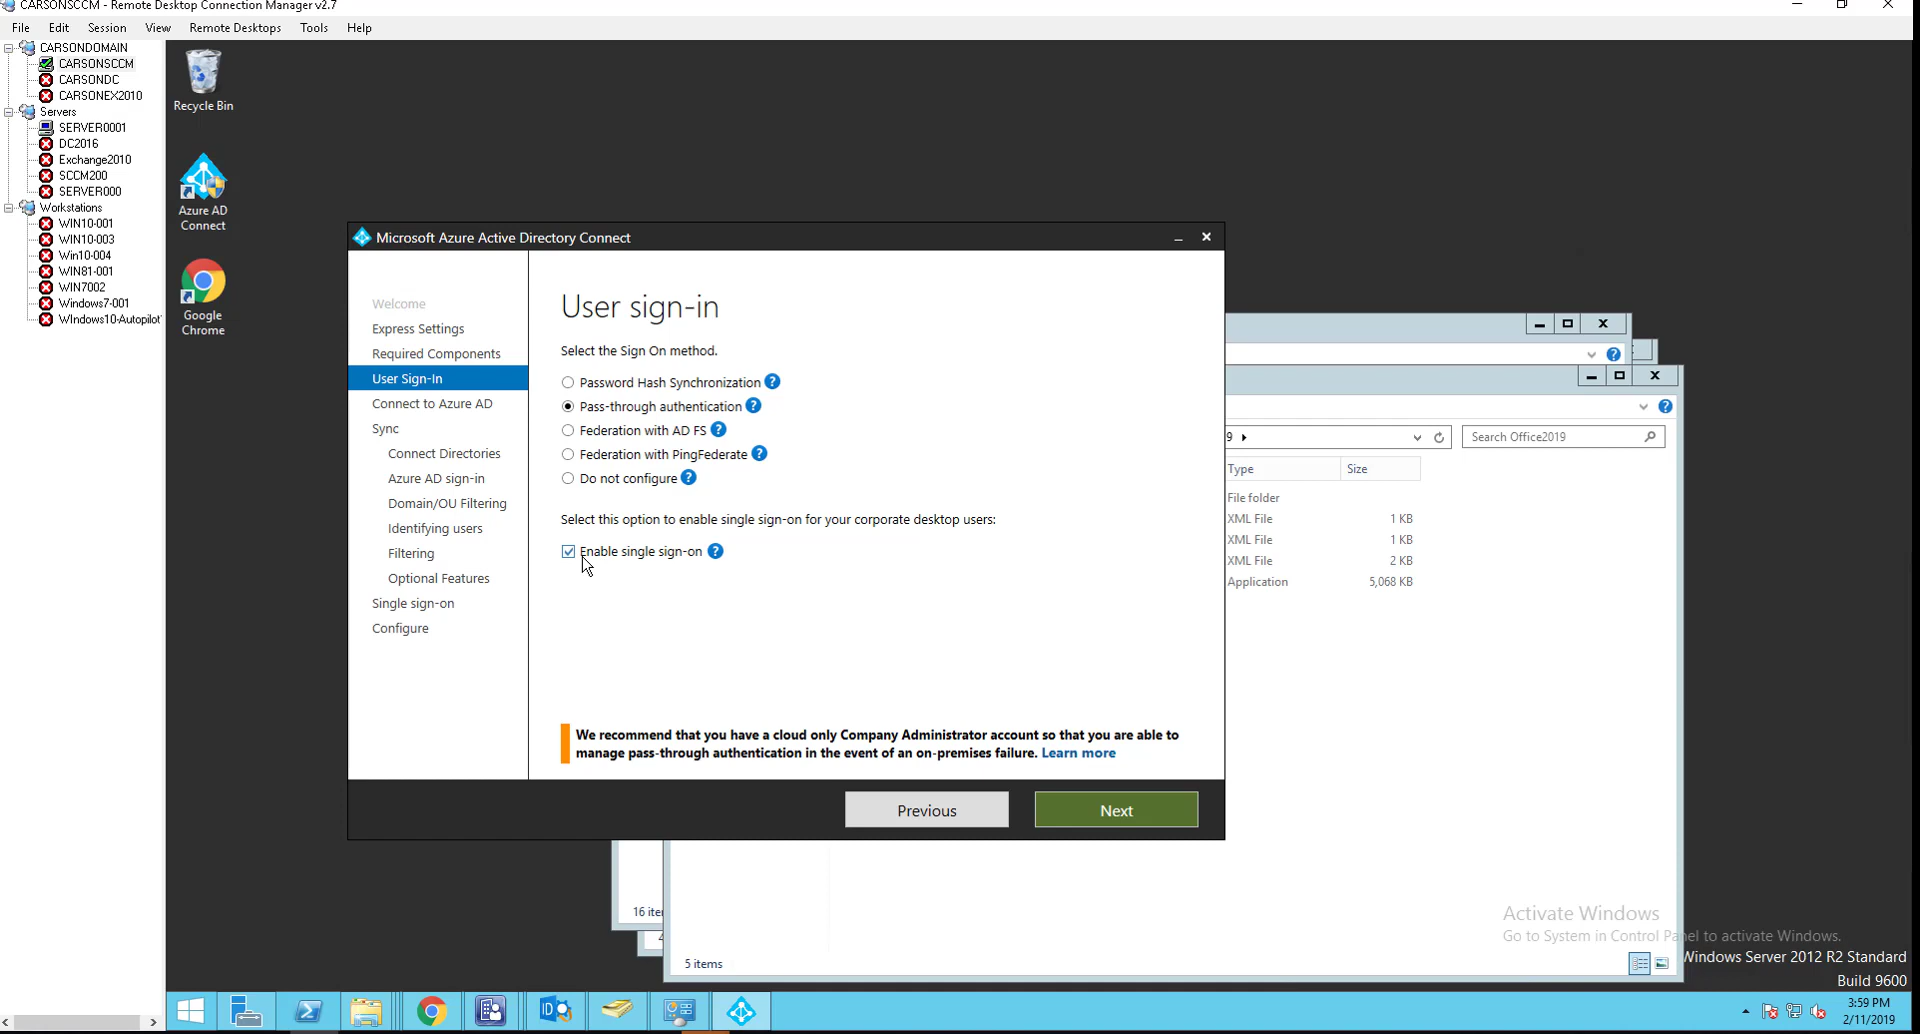 CARSONSCCM - Remote Desktop Connection Manager v2.7
File Edit Session View Remote Desktops Tools Help
CARSONDOMAIN
CARSONSCCM
CARSONDC
CARSONEX2010
Servers
SERVER0001
DC2016
Exchange2010
SCCM200
SERVER000
Workstations
WIN10-001
WIN10-003
Win10-004
WIN81-001
WIN7002
Windows7-001
WIndows10-Autopilot
Recycle Bin
Azure AD
Connect
Google
Chrome
Microsoft Azure Active Directory Connect
Welcome
Express Settings
Required Components
User Sign-In
Connect to Azure AD
Sync
Connect Directories
Azure AD sign-in
Domain/OU Filtering
Identifying users
Filtering
Optional Features
Single sign-on
Configure
User sign-in
Select the Sign On method.
Password Hash Synchronization ?
Pass-through authentication ?
Federation with AD FS ?
Federation with PingFederate ?
Do not configure ?
Select this option to enable single sign-on for your corporate desktop users:
Enable single sign-on ?
We recommend that you have a cloud only Company Administrator account so that you are able to
manage pass-through authentication in the event of an on-premises failure. Learn more
Previous
Next
9
Search Office2019
Type Size
File folder
XML File 1 KB
XML File 1 KB
XML File 2 KB
Application 5,068 KB
16 ite
4
5 items
Activate Windows
Go to System in Control Panel to activate Windows.
Windows Server 2012 R2 Standard
Build 9600
3:59 PM
2/11/2019